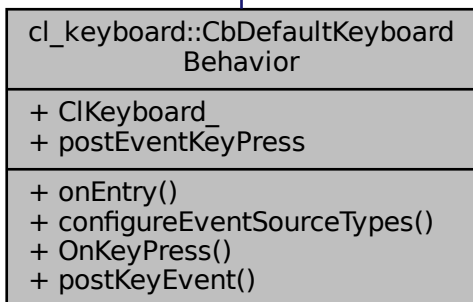 cl_keyboard::CbDefaultKeyboard
Behavior
+ ClKeyboard_
+ postEventKeyPress
+ onEntry()
+ configureEventSourceTypes()
+ OnKeyPress()
+ postKeyEvent()